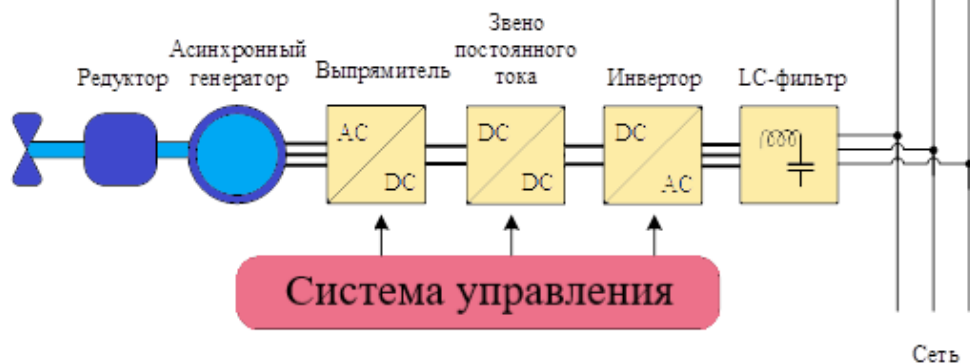 Звено
постоянного
тока
Асинхронный
генератор
Редуктор
Выпрямитель
Инвертор
LC-фильтр
AC
DC
DC
DC
DC
AC
Система управления
Сеть